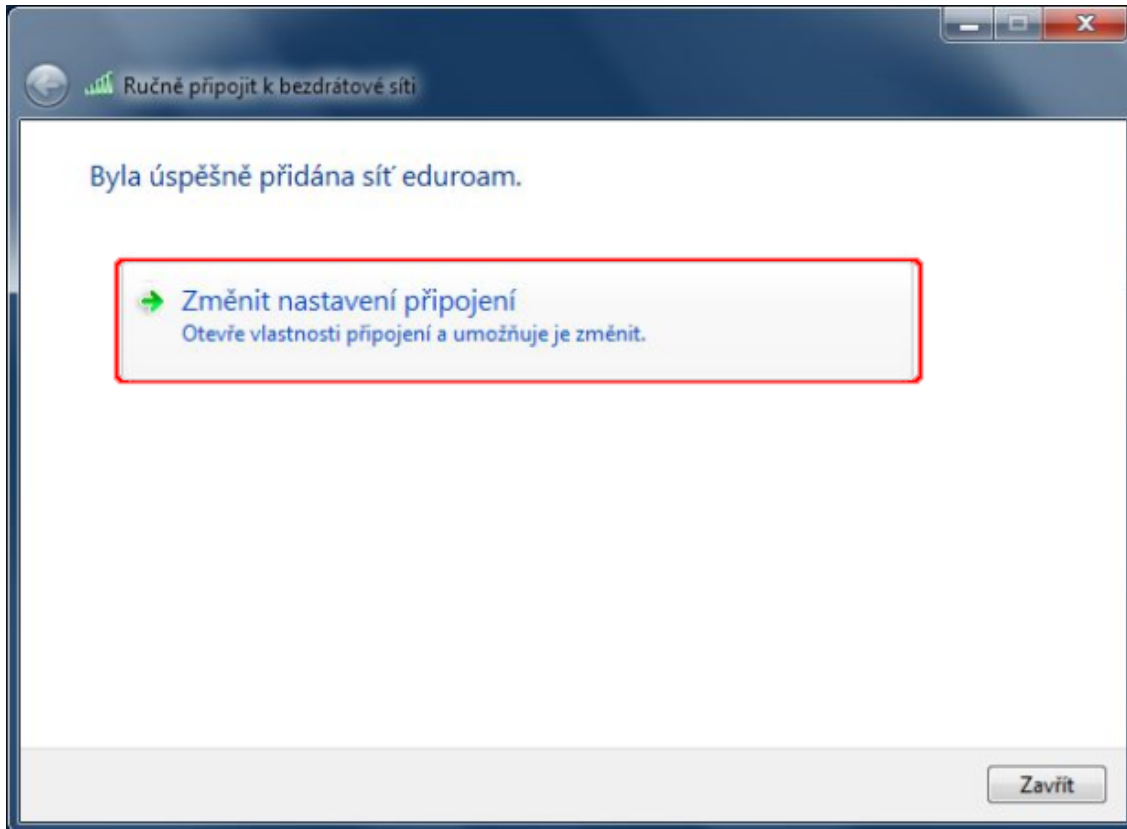 Ručně připojit k bezdrátové síti
Byla úspěšně přidána síť eduroam.
Změnit nastavení připojení
Otevře vlastnosti připojení a umožňuje je změnit.
Zavřít